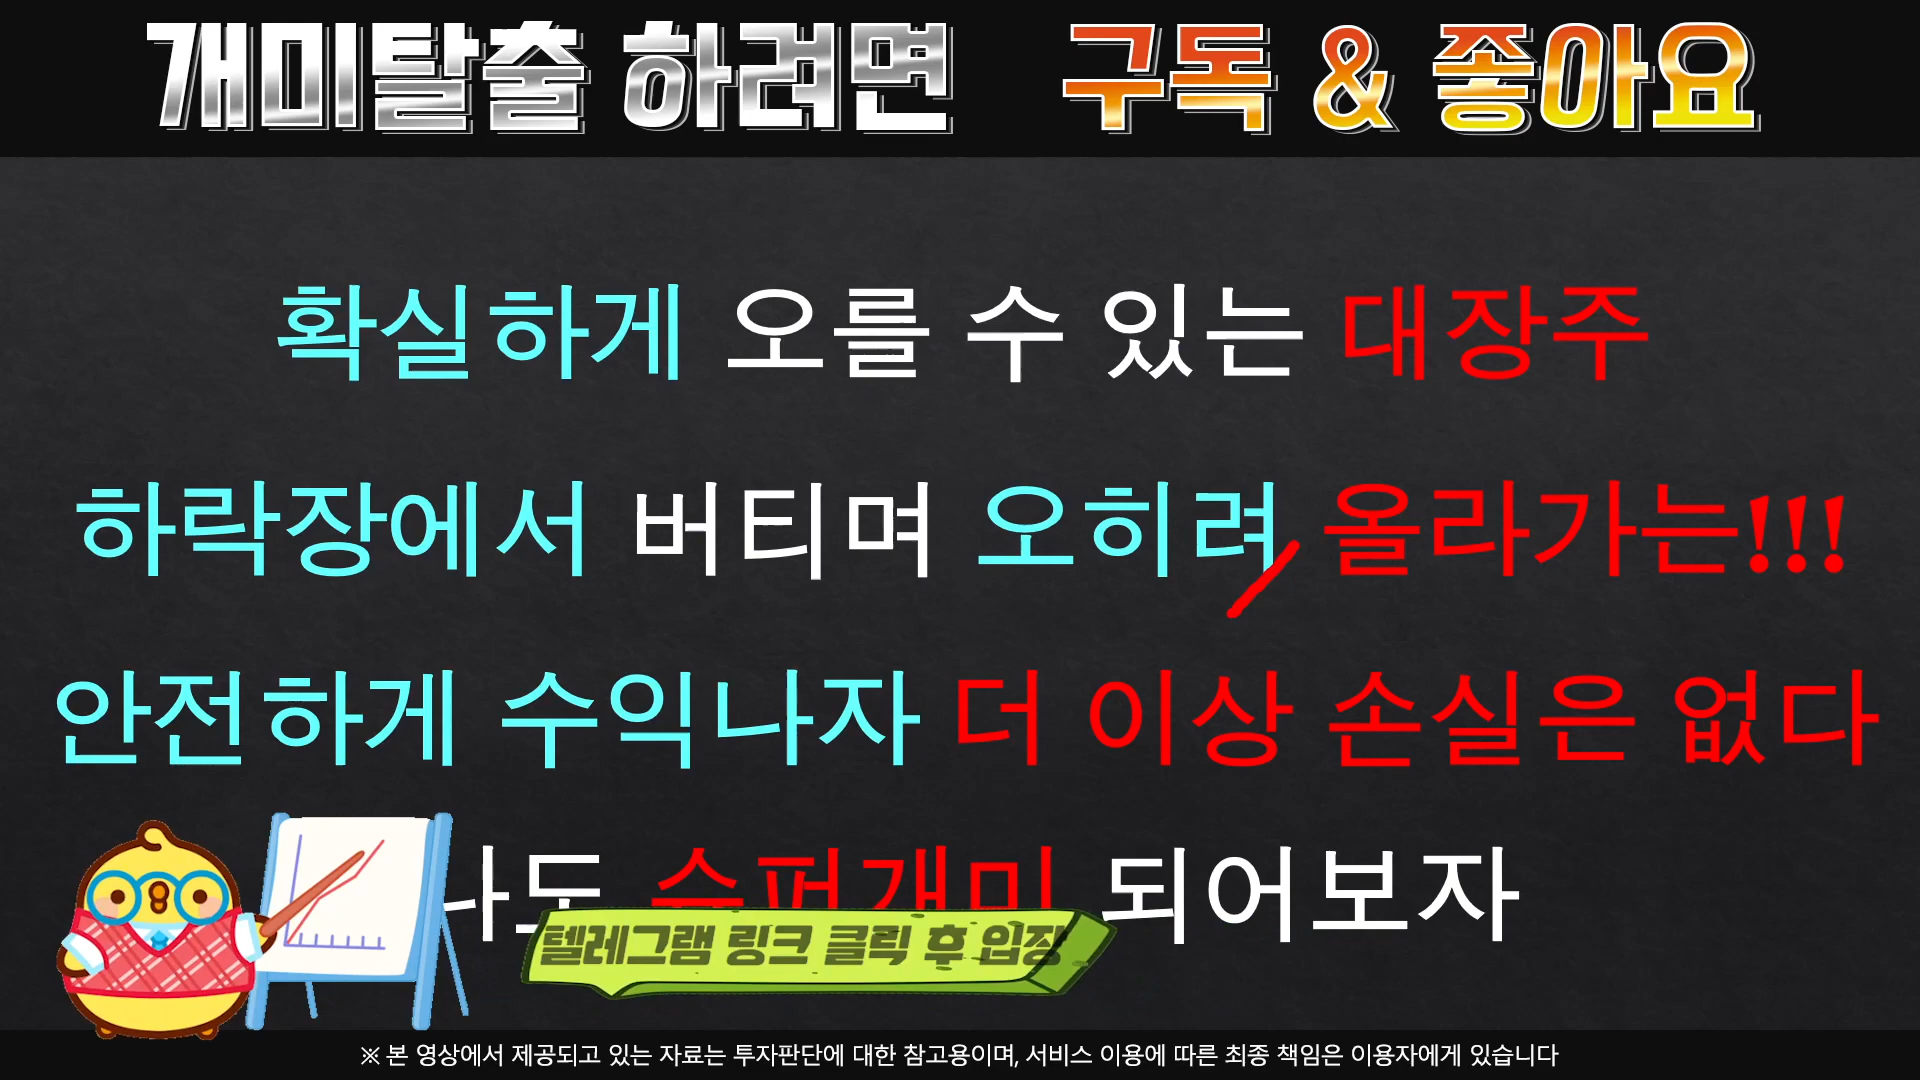 개미탈출 하려면 구독 & 좋아요
확실하게 오를 수 있는 대장주
하락장에서 버티며 오히려 올라가는!!!
안전하게 수익나자 더 이상 손실은 없다
나도 슈퍼개미 되어보자
텔레그램 링크 클릭 후 입장
※ 본 영상에서 제공되고 있는 자료는 투자판단에 대한 참고용이며, 서비스 이용에 따른 최종 책임은 이용자에게 있습니다